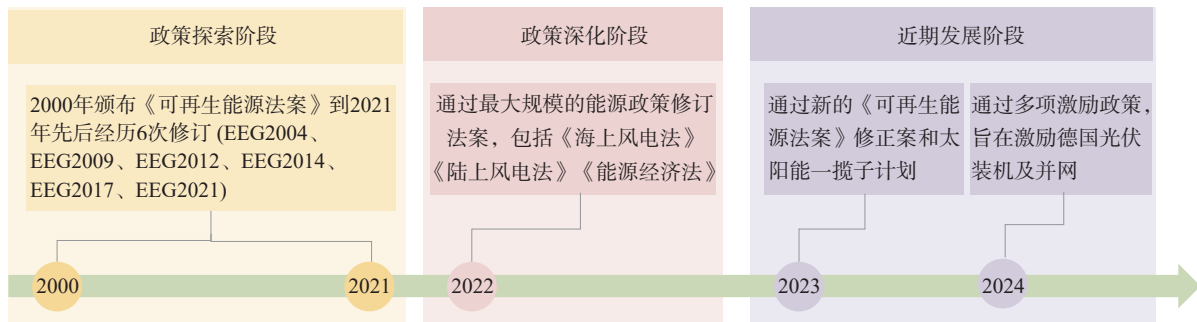 政策探索阶段
2000年颁布《可再生能源法案》到2021
年先后经历6次修订 (EEG2004、
EEG2009、EEG2012、EEG2014、
EEG2017、EEG2021)
政策深化阶段
通过最大规模的能源政策修订
法案，包括《海上风电法》
《陆上风电法》《能源经济法》
近期发展阶段
通过新的《可再生能
源法案》修正案和太
阳能一揽子计划
通过多项激励政策，
旨在激励德国光伏
装机及并网
2000
2021
2022
2023
2024